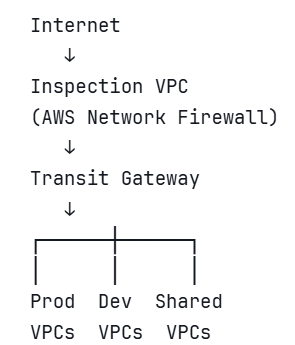 Internet
↓
Inspection VPC
(AWS Network Firewall)
↓
Transit Gateway
↓
Prod Dev Shared
VPCs VPCs VPCs